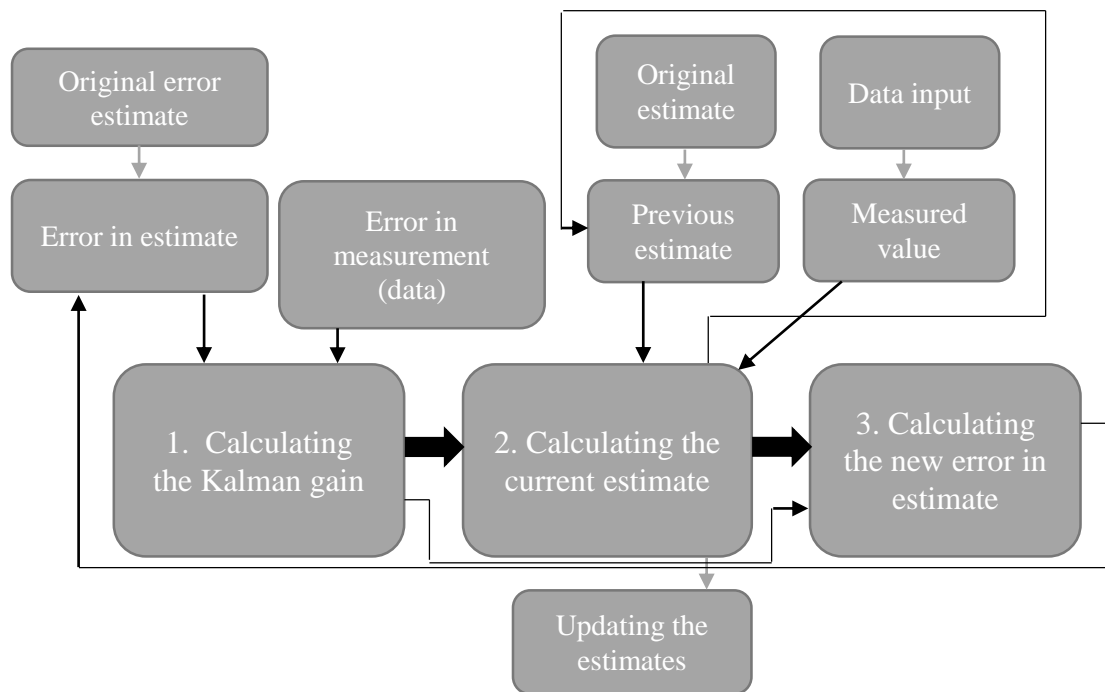 Original error
estimate
Original
estimate
Data input
Error in estimate
Error in
measurement
(data)
Previous
estimate
Measured
value
1. Calculating
the Kalman gain
2. Calculating the
current estimate
3. Calculating
the new error in
estimate
Updating the
estimates